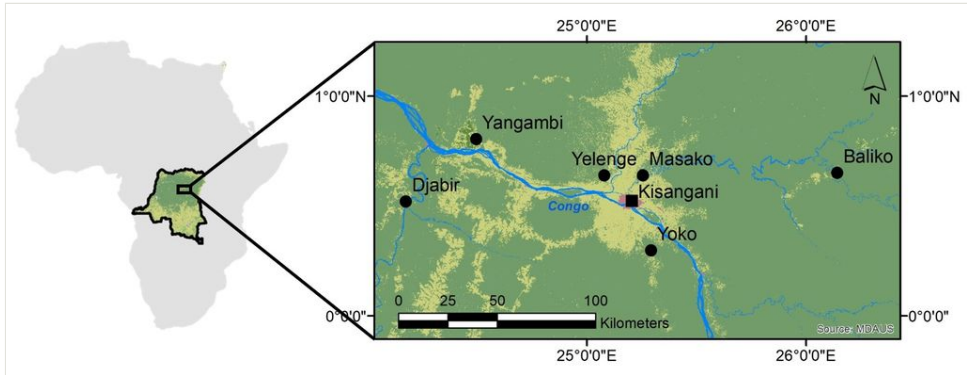 25°0'0"E
26°0'0"E
1°0'0"N
1°0'0"N
N
Yangambi
Yelenge
Masako
Baliko
Djabir
Kisangani
Congo
Yoko
0
25
50
100
Kilometers
0°0'0"
0°0'0"
Source: MDAUS
25°0'0"E
26°0'0"E